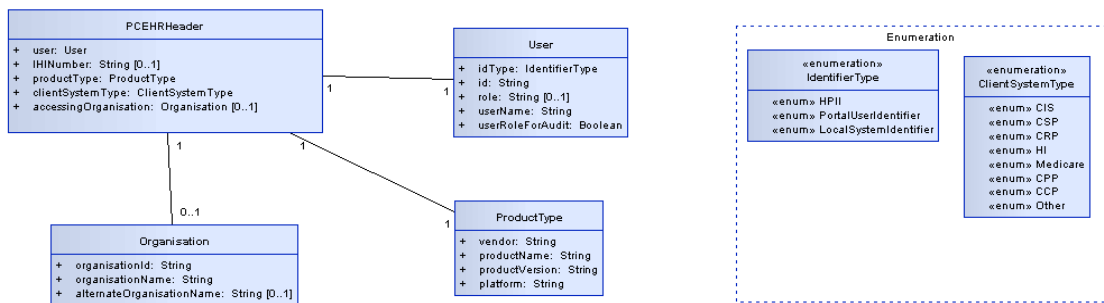 PCEHRHeader
+ user: User
+ IHINumber: String [0..1]
+ productType: ProductType
+ clientSystemType: ClientSystemType
+ accessingOrganisation: Organisation [0..1]
1
1
1
1
User
+ idType: IdentifierType
+ id: String
+ role: String [0..1]
+ userName: String
+ userRoleForAudit: Boolean
0..1
1
Organisation
+ organisationId: String
+ organisationName: String
+ alternateOrganisationName: String [0..1]
ProductType
+ vendor: String
+ productName: String
+ productVersion: String
+ platform: String
Enumeration
«enumeration»
IdentifierType
«enum» HPII
«enum» PortalUserIdentifier
«enum» LocalSystemIdentifier
«enumeration»
ClientSystemType
«enum» CIS
«enum» CSP
«enum» CRP
«enum» HI
«enum» Medicare
«enum» CPP
«enum» CCP
«enum» Other